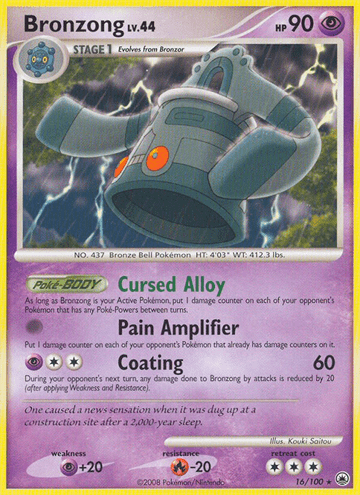 Bronzong LV.44 HP 90
STAGE 1 Evolves from Bronzor
NO. 437 Bronze Bell Pokémon HT: 4'03" WT: 412.3 lbs.
Poké-BODY Cursed Alloy
As long as Bronzong is your Active Pokémon, put 1 damage counter on each of your opponent's
Pokémon that has any Poké-Powers between turns.
Pain Amplifier
Put 1 damage counter on each of your opponent's Pokémon that already has damage counters on it.
Coating 60
During your opponent's next turn, any damage done to Bronzong by attacks is reduced by 20
(after applying Weakness and Resistance).
One caused a news sensation when it was dug up at a
construction site after a 2,000-year sleep.
Illus. Kouki Saitou
weakness resistance retreat cost
+20 -20
©2008 Pokémon/Nintendo 16/100 ★